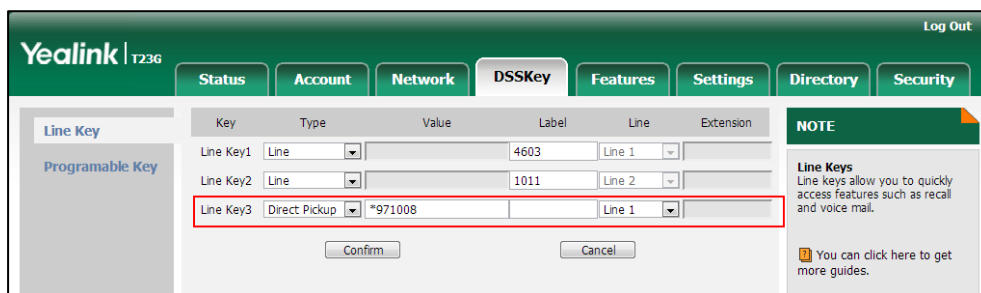 Log Out
Yealink T23G
Status Account Network DSSKey Features Settings Directory Security
Line Key
Programable Key
Key Type Value Label Line Extension
Line Key1 Line 4603 Line 1
Line Key2 Line 1011 Line 2
Line Key3 Direct Pickup *971008 Line 1
Confirm Cancel
NOTE
Line Keys
Line keys allow you to quickly
access features such as recall
and voice mail.
You can click here to get
more guides.